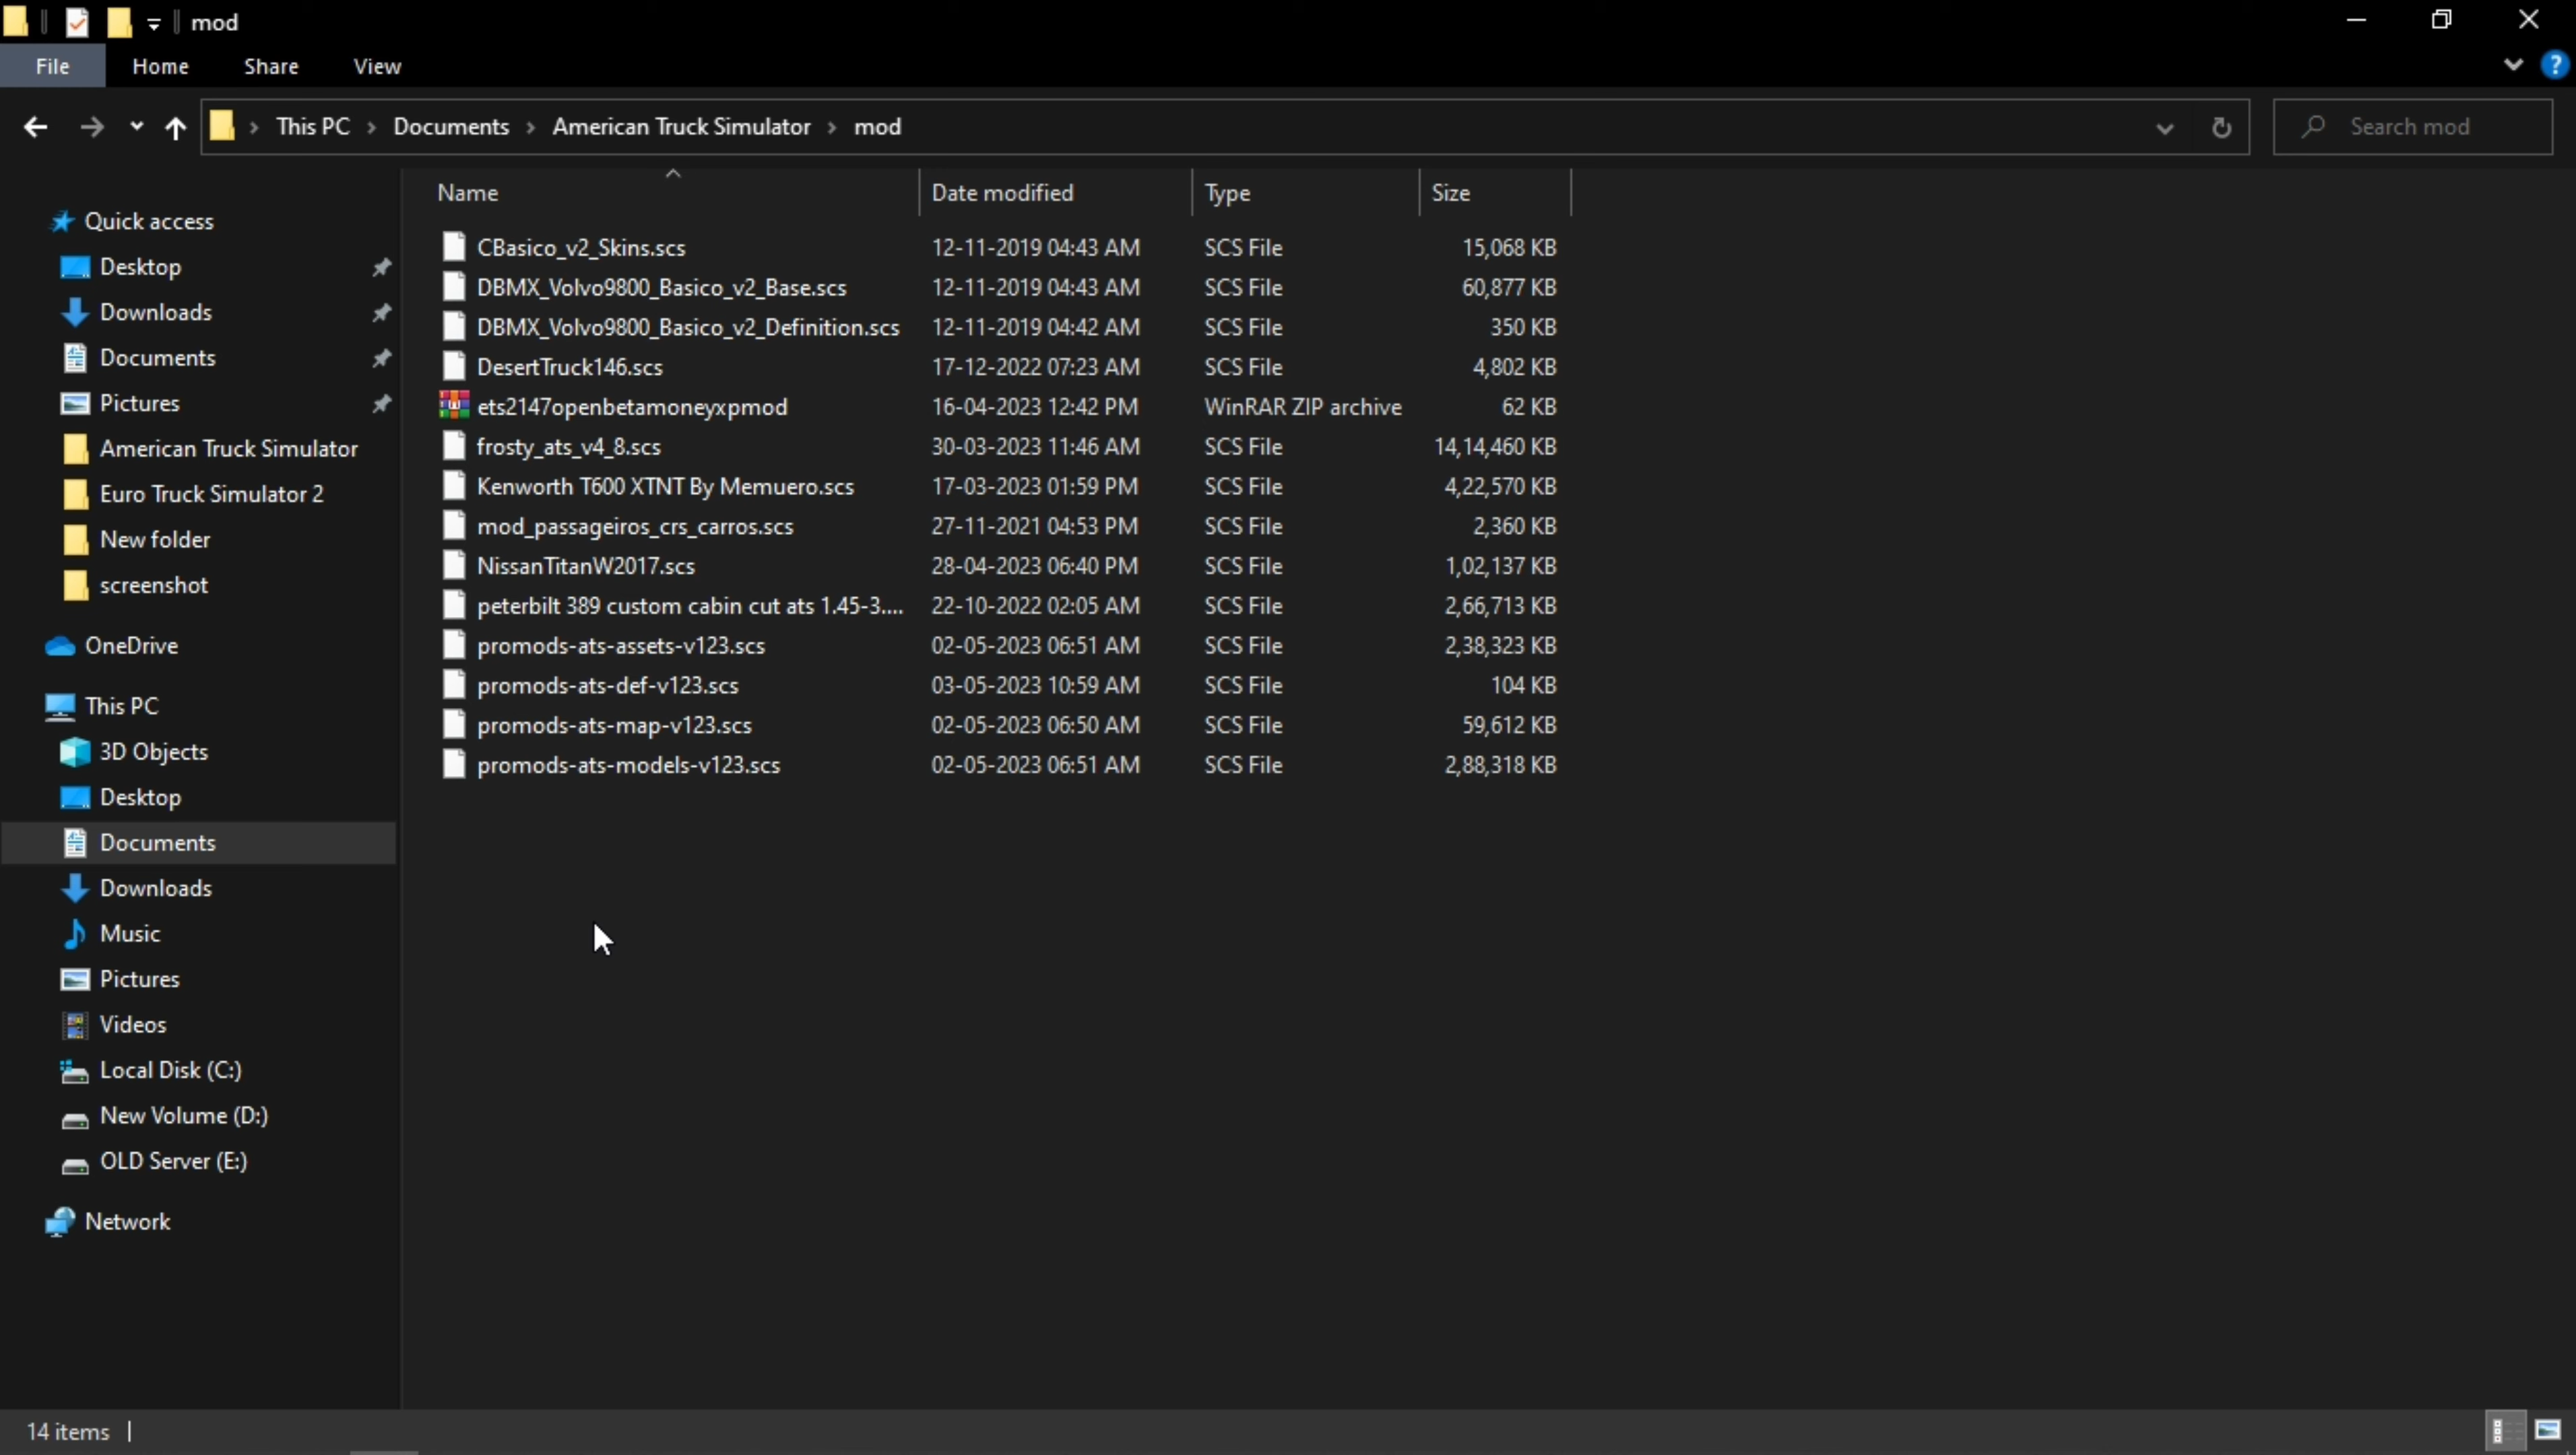 mod
File Home Share View
This PC > Documents > American Truck Simulator > mod
Search mod
Name Date modified Type Size
Quick access
Desktop
Downloads
Documents
Pictures
American Truck Simulator
Euro Truck Simulator 2
New folder
screenshot
OneDrive
This PC
3D Objects
Desktop
Documents
Downloads
Music
Pictures
Videos
Local Disk (C:)
New Volume (D:)
OLD Server (E:)
Network
CBasico_v2_Skins.scs 12-11-2019 04:43 AM SCS File 15,068 KB
DBMX_Volvo9800_Basico_v2_Base.scs 12-11-2019 04:43 AM SCS File 60,877 KB
DBMX_Volvo9800_Basico_v2_Definition.scs 12-11-2019 04:42 AM SCS File 350 KB
DesertTruck146.scs 17-12-2022 07:23 AM SCS File 4,802 KB
ets2147openbetamoneyxpmod 16-04-2023 12:42 PM WinRAR ZIP archive 62 KB
frosty_ats_v4_8.scs 30-03-2023 11:46 AM SCS File 14,14,460 KB
Kenworth T600 XTNT By Memuero.scs 17-03-2023 01:59 PM SCS File 4,22,570 KB
mod_passageiros_crs_carros.scs 27-11-2021 04:53 PM SCS File 2,360 KB
NissanTitanW2017.scs 28-04-2023 06:40 PM SCS File 1,02,137 KB
peterbilt 389 custom cabin cut ats 1.45-3.... 22-10-2022 02:05 AM SCS File 2,66,713 KB
promods-ats-assets-v123.scs 02-05-2023 06:51 AM SCS File 2,38,323 KB
promods-ats-def-v123.scs 03-05-2023 10:59 AM SCS File 104 KB
promods-ats-map-v123.scs 02-05-2023 06:50 AM SCS File 59,612 KB
promods-ats-models-v123.scs 02-05-2023 06:51 AM SCS File 2,88,318 KB
14 items